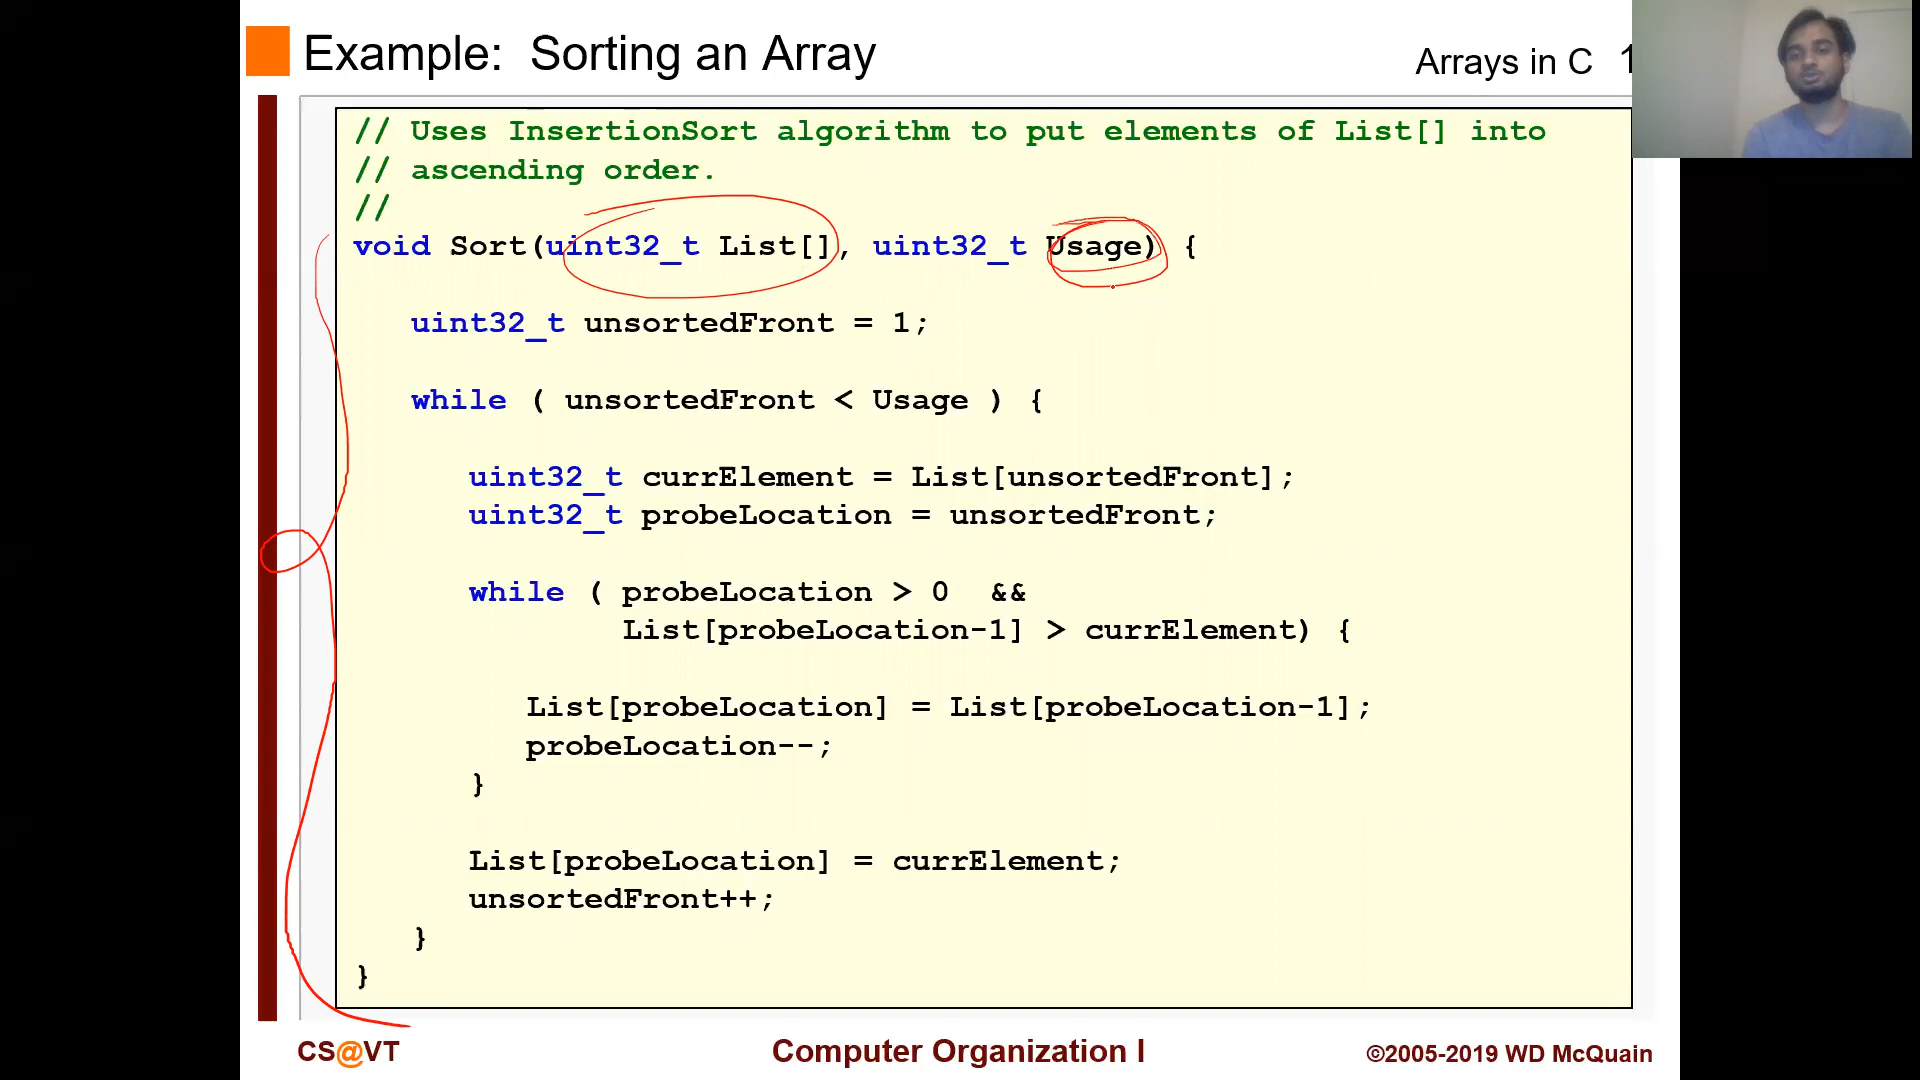 Example: Sorting an Array
Arrays in C
// Uses InsertionSort algorithm to put elements of List[] into
// ascending order.
//
void Sort(uint32_t List[], uint32_t Usage) {
uint32_t unsortedFront = 1;
while ( unsortedFront < Usage ) {
uint32_t currElement = List[unsortedFront];
uint32_t probeLocation = unsortedFront;
while ( probeLocation > 0 &&
List[probeLocation-1] > currElement) {
List[probeLocation] = List[probeLocation-1];
probeLocation--;
}
List[probeLocation] = currElement;
unsortedFront++;
}
}
CS@VT
Computer Organization I
©2005-2019 WD McQuain